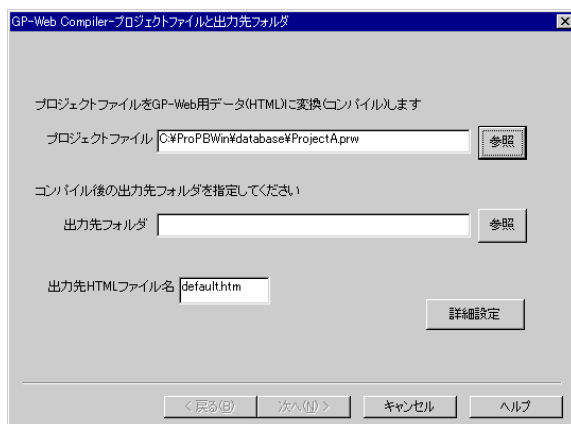 GP-Web Compiler-プロジェクトファイルと出力先フォルダ
プロジェクトファイルをGP-Web用データ(HTML)に変換(コンパイル)します
プロジェクトファイル C:¥ProPBWin¥database¥ProjectA.prw 参照
コンパイル後の出力先フォルダを指定してください
出力先フォルダ 参照
出力先HTMLファイル名 default.htm
詳細設定
< 戻る(B) 次へ(N) > キャンセル ヘルプ